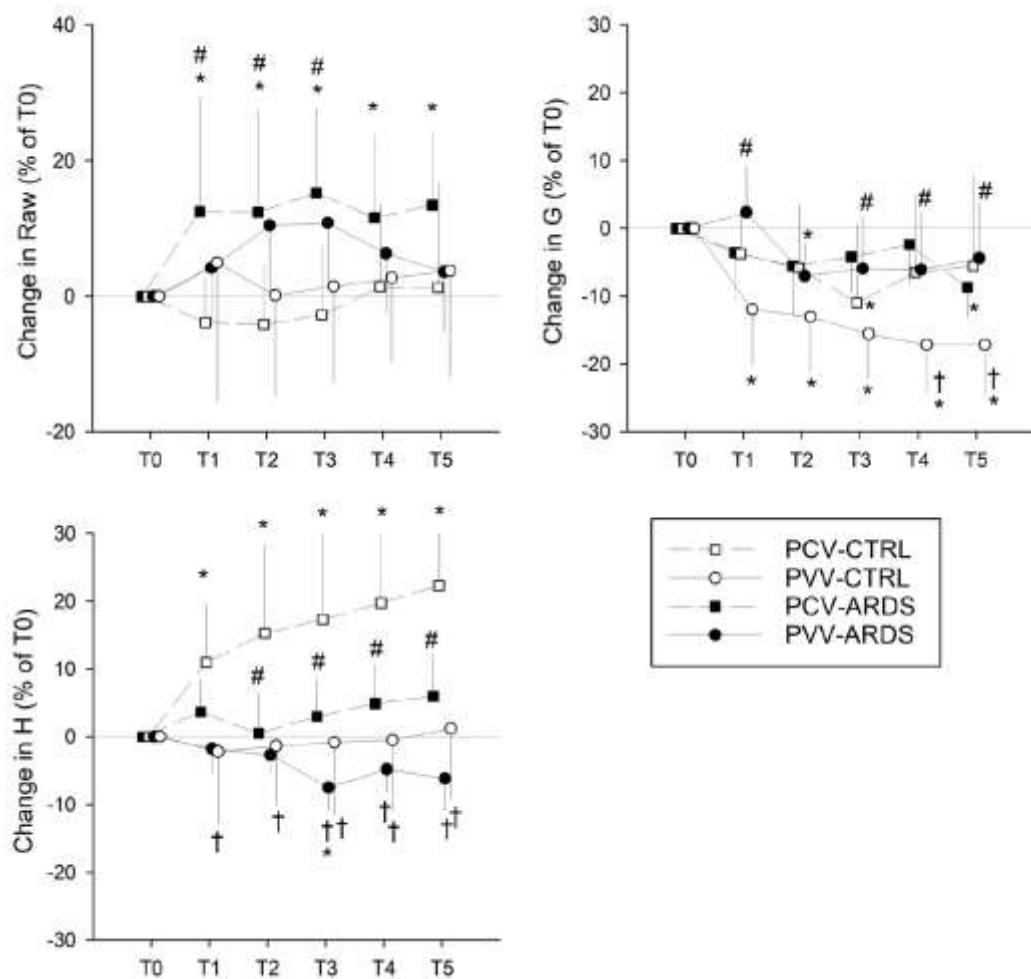 Change in Raw (% of T0)
40
20
0
-20
# # #
* * * * *
T0 T1 T2 T3 T4 T5
Change in G (% of T0)
30
20
10
0
-10
-20
-30
#
# # #
*
* *
* * *
† †
* *
T0 T1 T2 T3 T4 T5
Change in H (% of T0)
30
20
10
0
-10
-20
-30
* * * * *
# # # #
† † † † † † † †
*
T0 T1 T2 T3 T4 T5
PCV-CTRL
PVV-CTRL
PCV-ARDS
PVV-ARDS